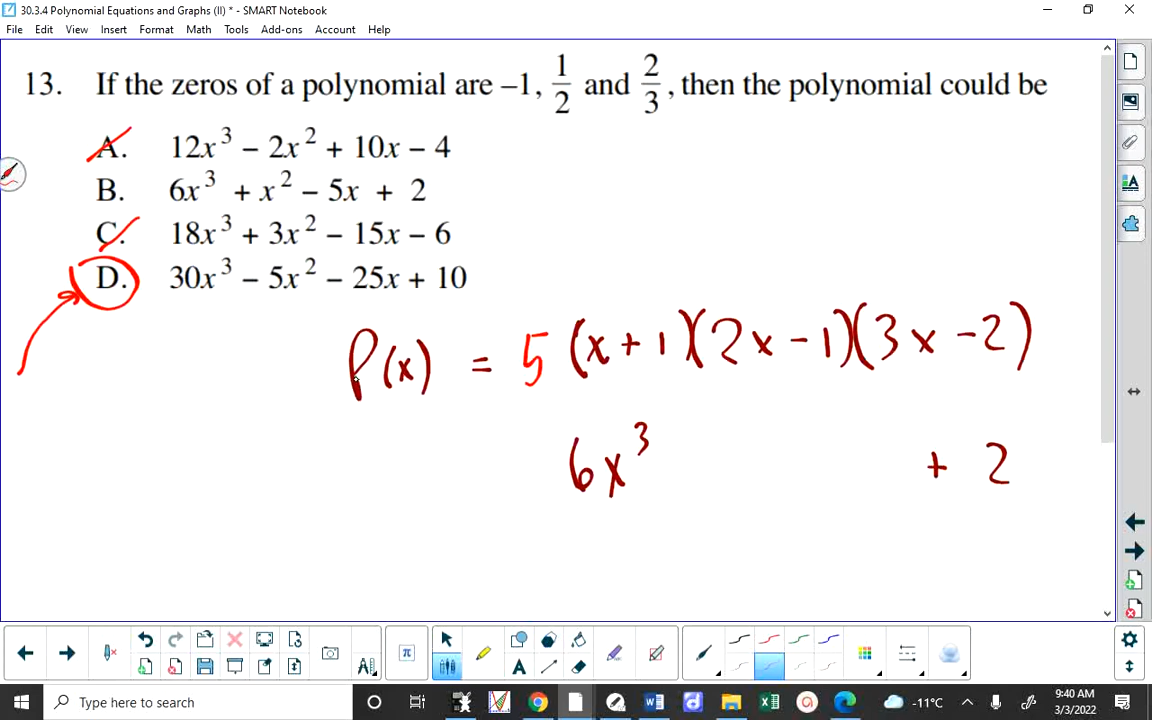 30.3.4 Polynomial Equations and Graphs (II) * - SMART Notebook
File Edit View Insert Format Math Tools Add-ons Account Help
13. If the zeros of a polynomial are –1, 1/2 and 2/3, then the polynomial could be
A. 12x³ − 2x² + 10x − 4
B. 6x³ + x² − 5x + 2
C. 18x³ + 3x² − 15x − 6
D. 30x³ − 5x² − 25x + 10
P(x) = 5 (x + 1)(2x − 1)(3x − 2)
6x³ + 2
π
A
Type here to search
-11°C
9:40 AM
3/3/2022